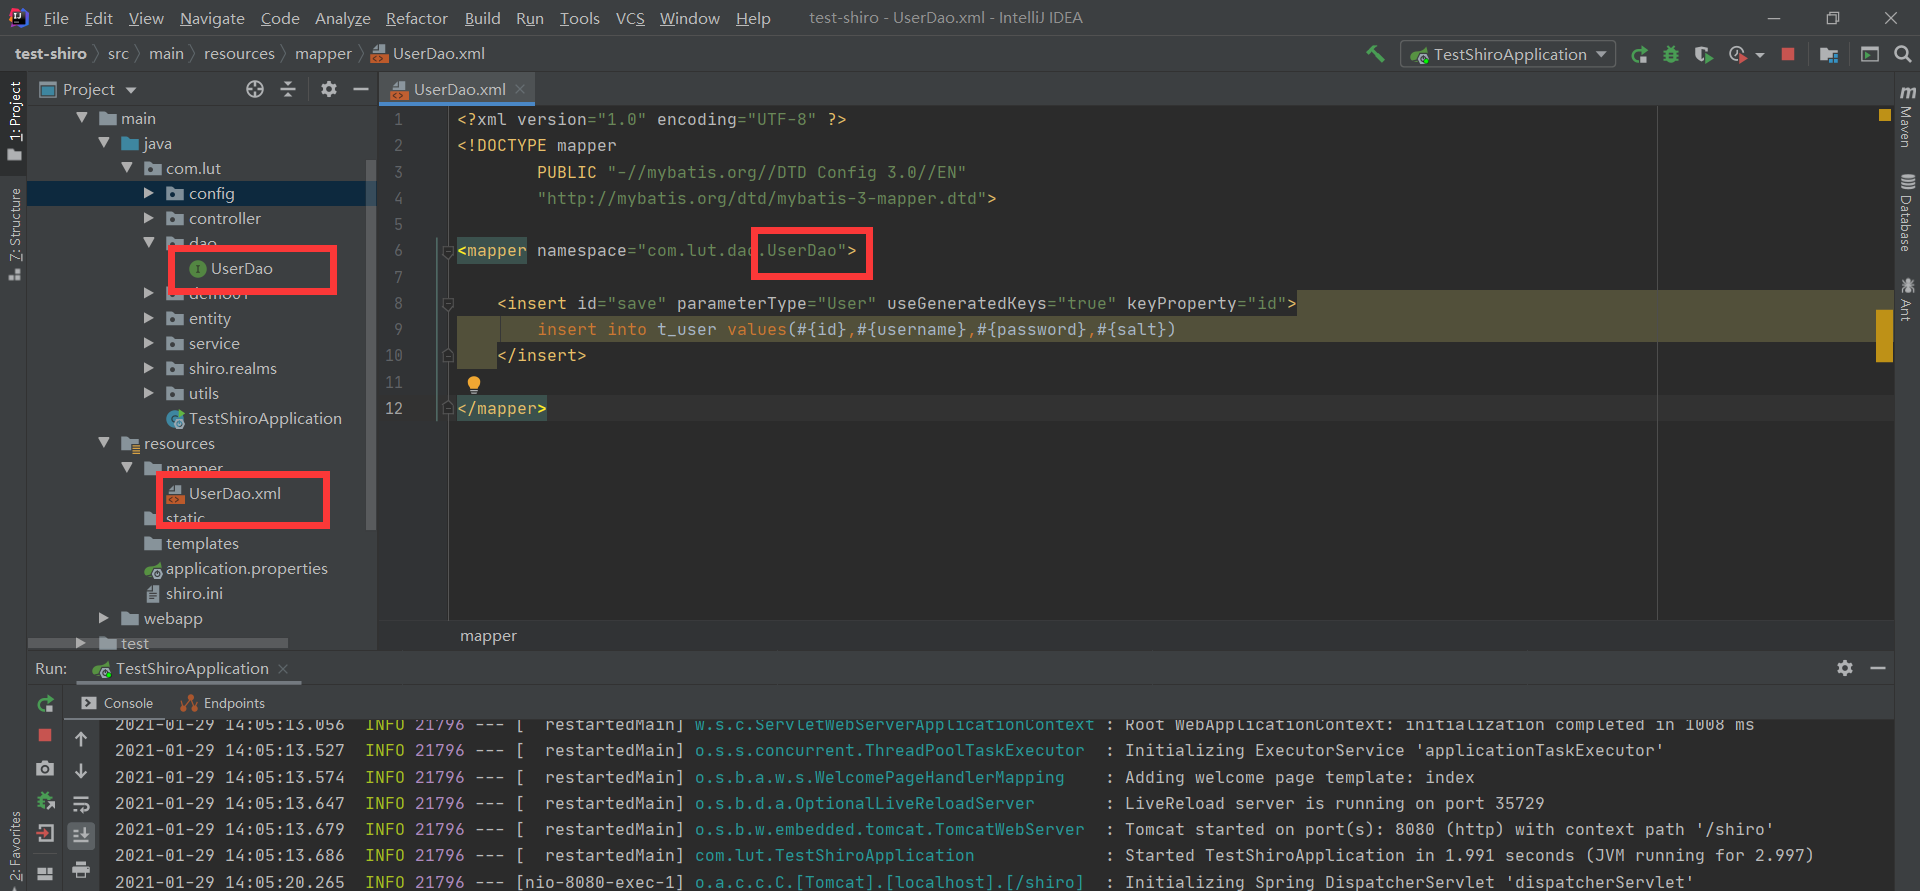 File Edit View Navigate Code Analyze Refactor Build Run Tools VCS Window Help test-shiro - UserDao.xml - IntelliJ IDEA
test-shiro src main resources mapper UserDao.xml TestShiroApplication
1: Project
7: Structure
2: Favorites
Project
main
java
com.lut
config
controller
dao
UserDao
demo01
entity
service
shiro.realms
utils
TestShiroApplication
resources
mapper
UserDao.xml
static
templates
application.properties
shiro.ini
webapp
test
UserDao.xml
1 <?xml version="1.0" encoding="UTF-8" ?>
2 <!DOCTYPE mapper
3 PUBLIC "-//mybatis.org//DTD Config 3.0//EN"
4 "http://mybatis.org/dtd/mybatis-3-mapper.dtd">
5
6 <mapper namespace="com.lut.dao.UserDao">
7
8 <insert id="save" parameterType="User" useGeneratedKeys="true" keyProperty="id">
9 insert into t_user values(#{id},#{username},#{password},#{salt})
10 </insert>
11
12 </mapper>
mapper
m Maven
Database
Ant
Run: TestShiroApplication
Console Endpoints
2021-01-29 14:05:13.056 INFO 21796 --- [ restartedMain] w.s.c.ServletWebServerApplicationContext : Root WebApplicationContext: initialization completed in 1008 ms
2021-01-29 14:05:13.527 INFO 21796 --- [ restartedMain] o.s.s.concurrent.ThreadPoolTaskExecutor : Initializing ExecutorService 'applicationTaskExecutor'
2021-01-29 14:05:13.574 INFO 21796 --- [ restartedMain] o.s.b.a.w.s.WelcomePageHandlerMapping : Adding welcome page template: index
2021-01-29 14:05:13.647 INFO 21796 --- [ restartedMain] o.s.b.d.a.OptionalLiveReloadServer : LiveReload server is running on port 35729
2021-01-29 14:05:13.679 INFO 21796 --- [ restartedMain] o.s.b.w.embedded.tomcat.TomcatWebServer : Tomcat started on port(s): 8080 (http) with context path '/shiro'
2021-01-29 14:05:13.686 INFO 21796 --- [ restartedMain] com.lut.TestShiroApplication : Started TestShiroApplication in 1.991 seconds (JVM running for 2.997)
2021-01-29 14:05:20.265 INFO 21796 --- [nio-8080-exec-1] o.a.c.c.C.[Tomcat].[localhost].[/shiro] : Initializing Spring DispatcherServlet 'dispatcherServlet'